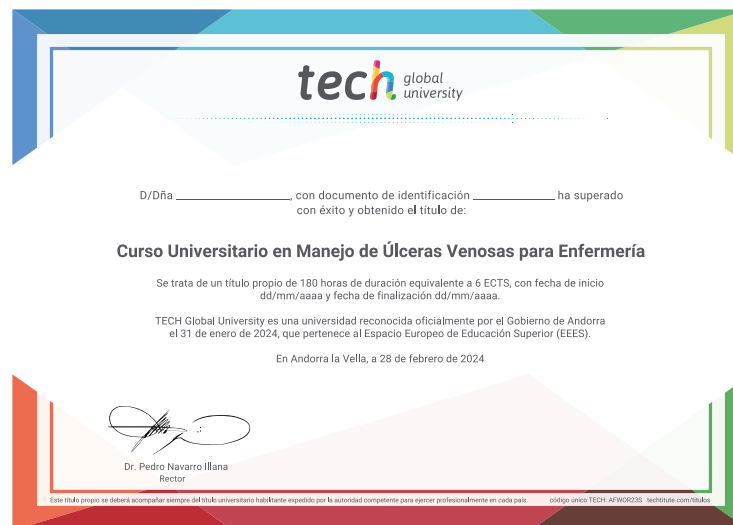 tech global university
D/Dña ____________________, con documento de identificación ______________ ha superado
con éxito y obtenido el título de:
Curso Universitario en Manejo de Úlceras Venosas para Enfermería
Se trata de un título propio de 180 horas de duración equivalente a 6 ECTS, con fecha de inicio
dd/mm/aaaa y fecha de finalización dd/mm/aaaa.
TECH Global University es una universidad reconocida oficialmente por el Gobierno de Andorra
el 31 de enero de 2024, que pertenece al Espacio Europeo de Educación Superior (EEES).
En Andorra la Vella, a 28 de febrero de 2024
Dr. Pedro Navarro Illana
Rector
Este título propio se deberá acompañar siempre del título universitario habilitante expedido por la autoridad competente para ejercer profesionalmente en cada país. código único TECH: AFWOR23S techtitute.com/titulos